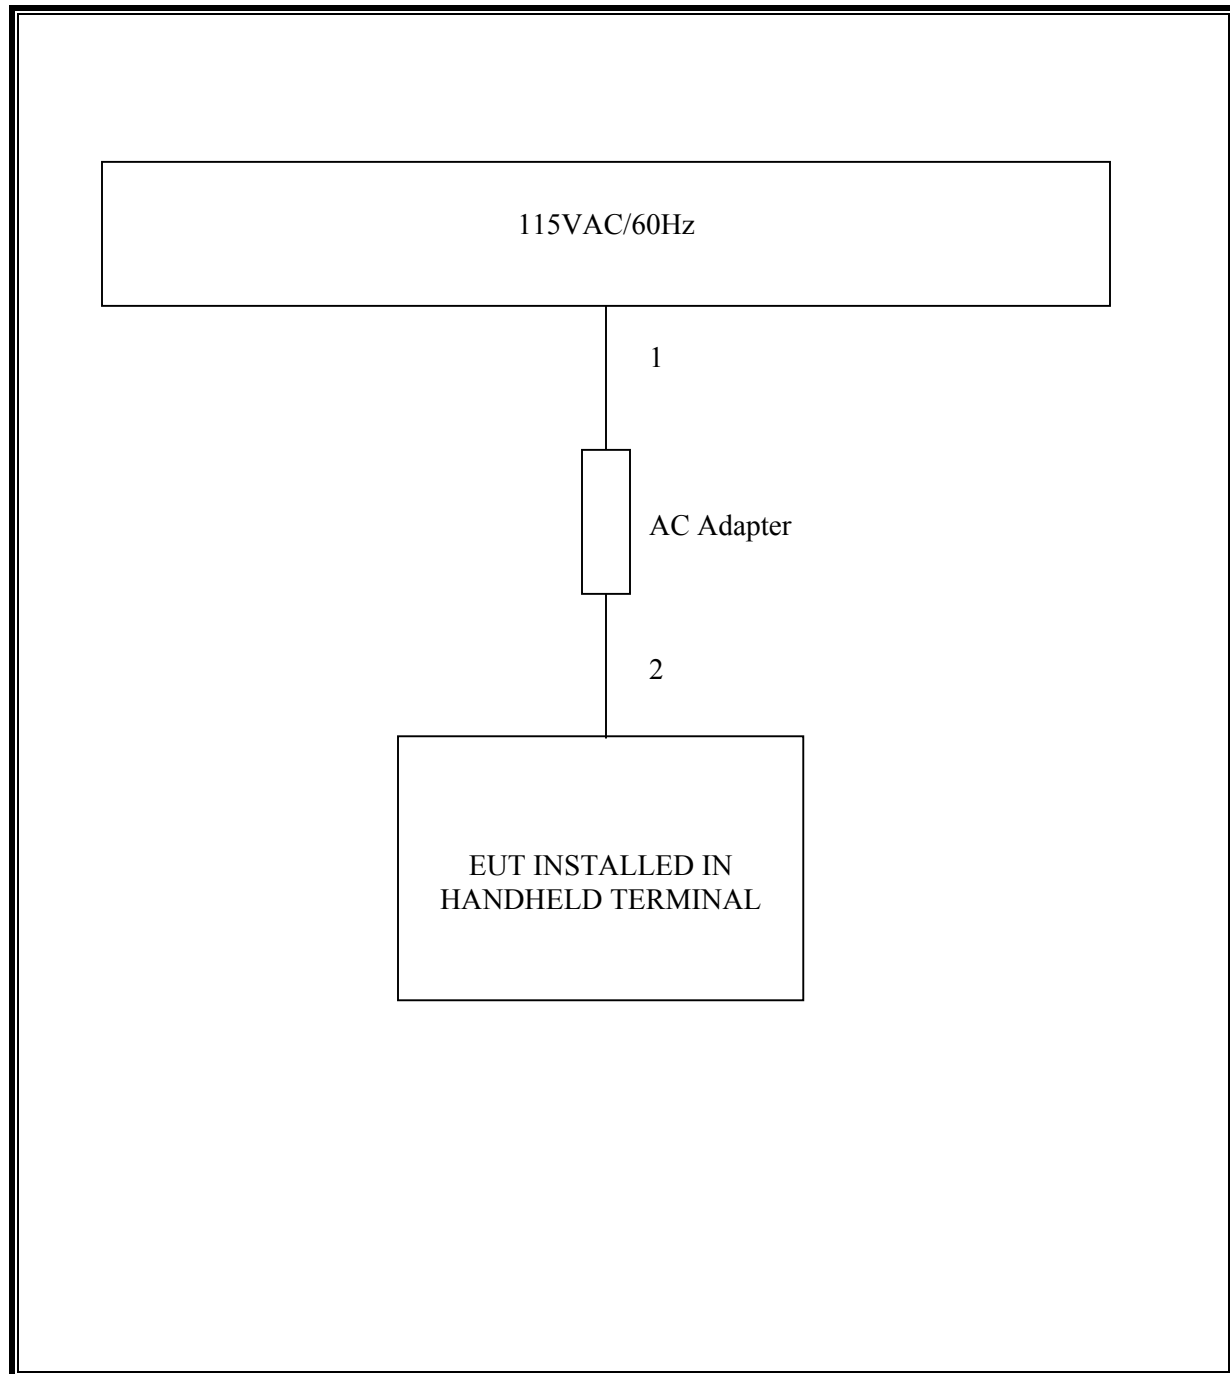 115VAC/60Hz
1
AC Adapter
2
EUT INSTALLED IN
HANDHELD TERMINAL